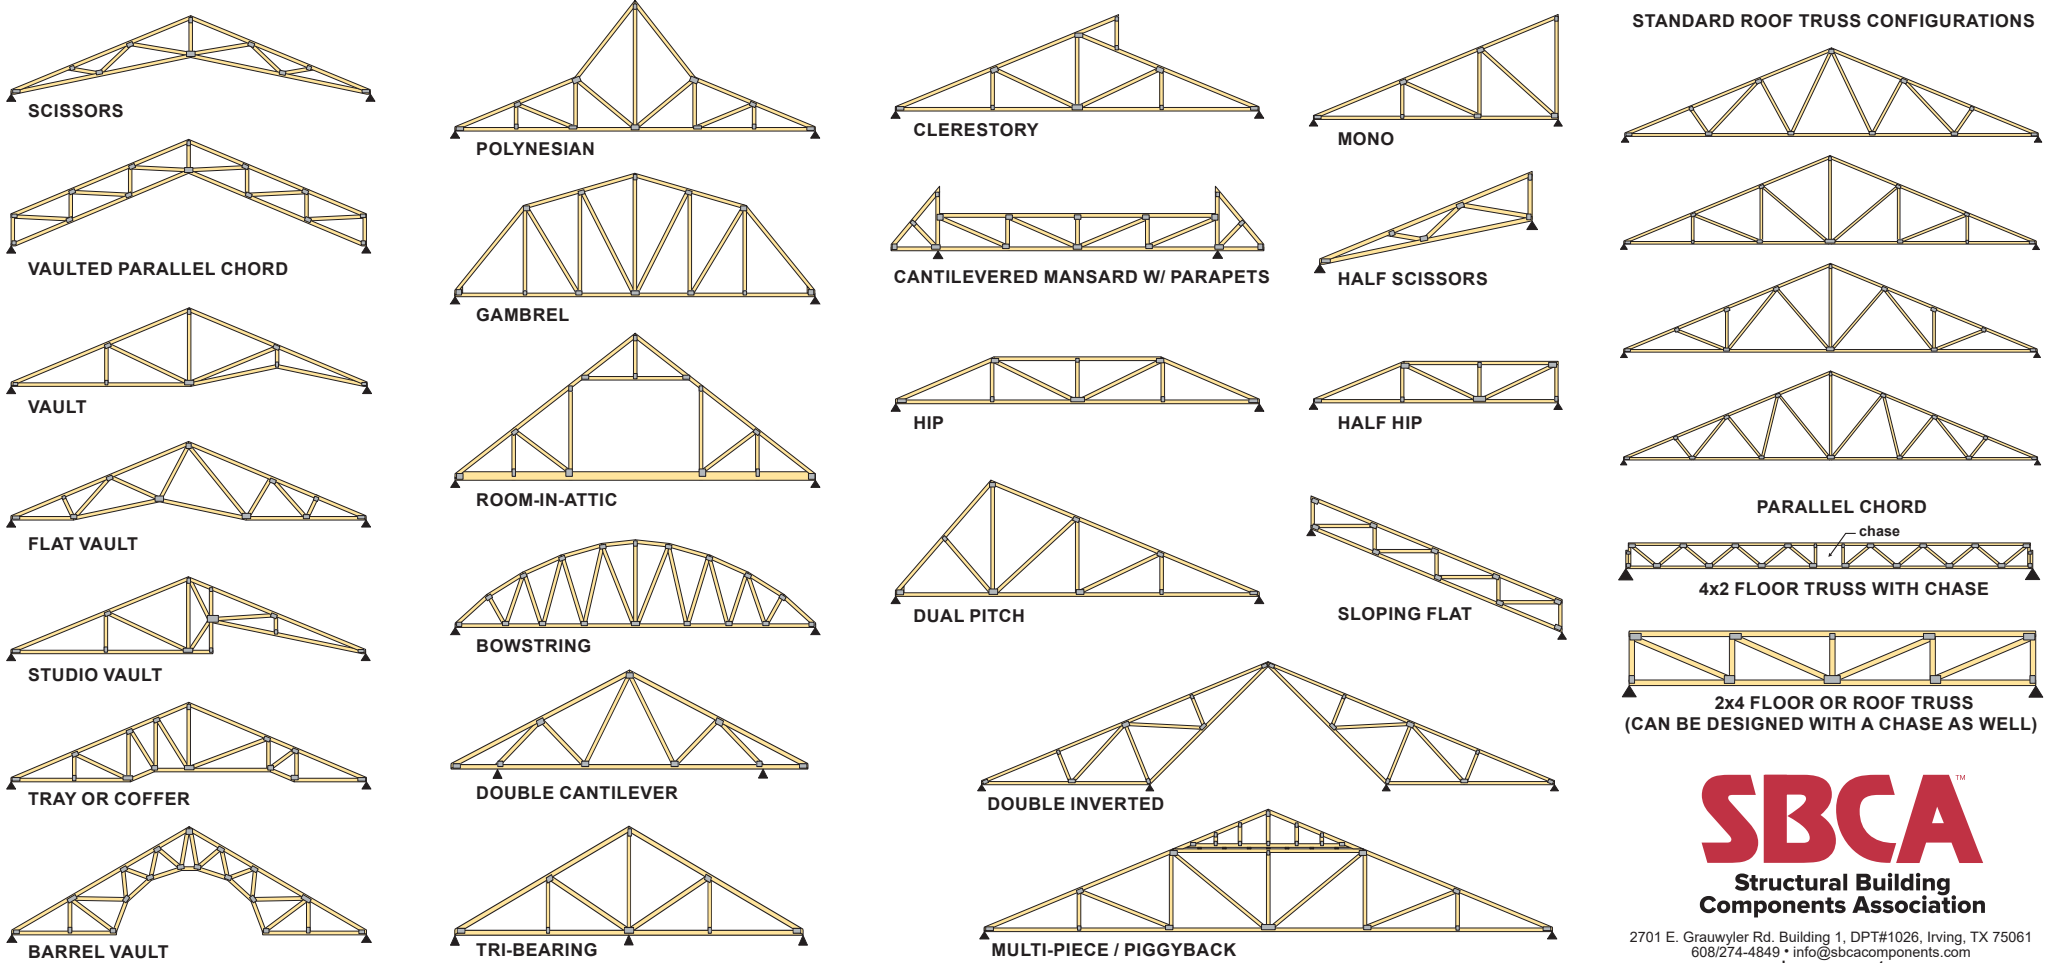 SCISSORS
VAULTED PARALLEL CHORD
VAULT
FLAT VAULT
STUDIO VAULT
TRAY OR COFFER
BARREL VAULT
POLYNESIAN
GAMBREL
ROOM-IN-ATTIC
BOWSTRING
DOUBLE CANTILEVER
TRI-BEARING
CLERESTORY
CANTILEVERED MANSARD W/ PARAPETS
HIP
DUAL PITCH
DOUBLE INVERTED
MULTI-PIECE / PIGGYBACK
MONO
HALF SCISSORS
HALF HIP
SLOPING FLAT
STANDARD ROOF TRUSS CONFIGURATIONS
PARALLEL CHORD
chase
4x2 FLOOR TRUSS WITH CHASE
2x4 FLOOR OR ROOF TRUSS
(CAN BE DESIGNED WITH A CHASE AS WELL)
SBCA™
Structural Building
Components Association
2701 E. Grauwyler Rd. Building 1, DPT#1026, Irving, TX 75061
608/274-4849 • info@sbcacomponents.com